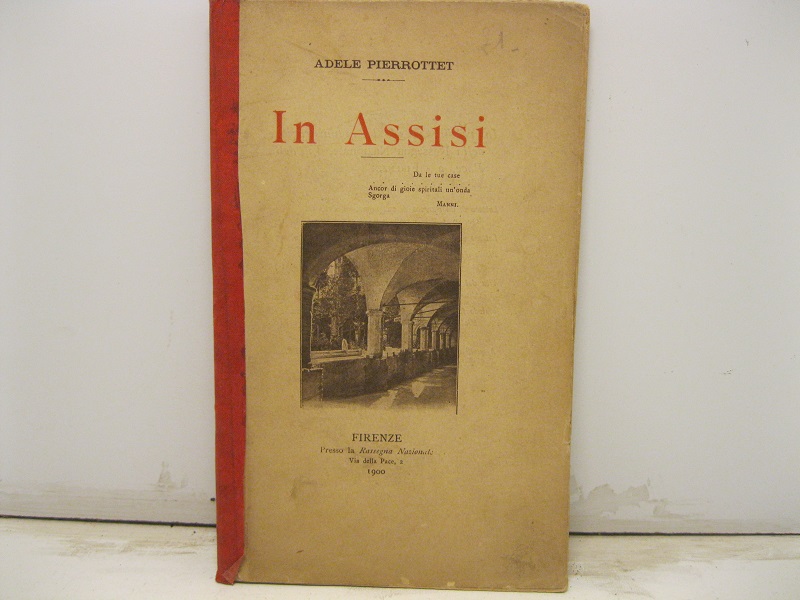 ADELE PIERROTTET
In Assisi
Da le tue case
Ancor di gioie spiritali un'onda
Sgorga
MANNI.
FIRENZE
Presso la Rassegna Nazionale
Via della Pace, 2
1900